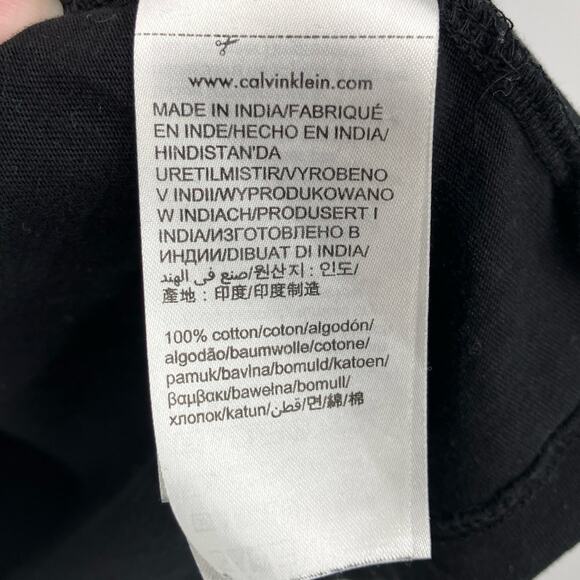 www.calvinklein.com
MADE IN INDIA/FABRIQUÉ
EN INDE/HECHO EN INDIA/
HINDISTAN'DA
URETILMISTIR/VYROBENO
V INDII/WYPRODUKOWANO
W INDIACH/PRODUSERT I
INDIA/ИЗГОТОВЛЕНО В
ИНДИИ/DIBUAT DI INDIA/
صنع في الهند/원산지 : 인도/
產地 : 印度/印度制造
100% cotton/coton/algodón/
algodão/baumwolle/cotone/
pamuk/bavlna/bomuld/katoen/
βαμβακι/bawełna/bomull/
хлопок/katun/قطن/면/綿/棉